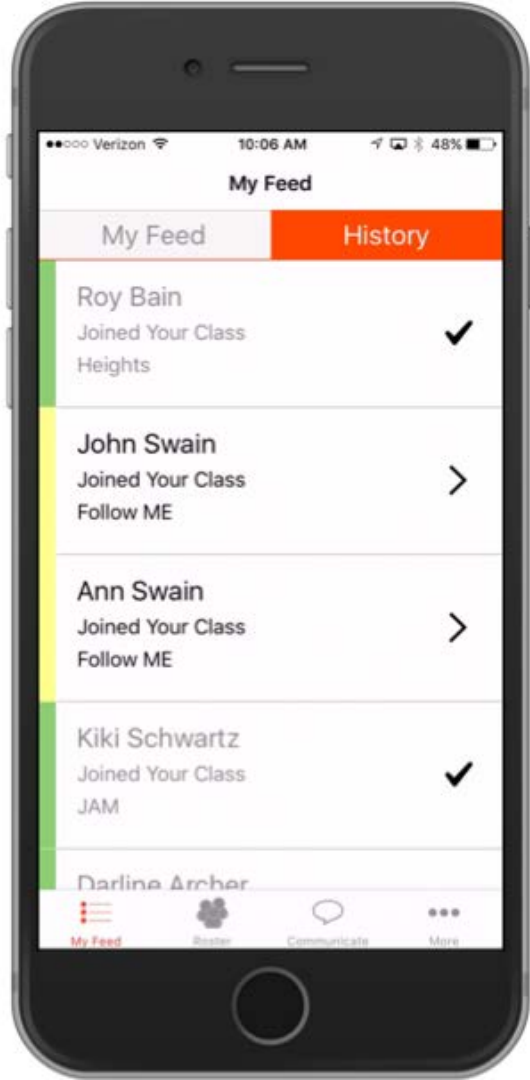 Verizon 10:06 AM 48%
My Feed
My Feed History
Roy Bain
Joined Your Class
Heights
John Swain
Joined Your Class
Follow ME
Ann Swain
Joined Your Class
Follow ME
Kiki Schwartz
Joined Your Class
JAM
Darline Archer
My Feed Roster Communicate More